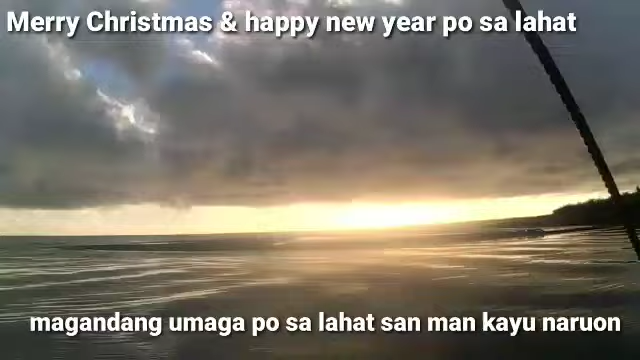 Merry Christmas & happy new year po sa lahat
magandang umaga po sa lahat san man kayu naruon